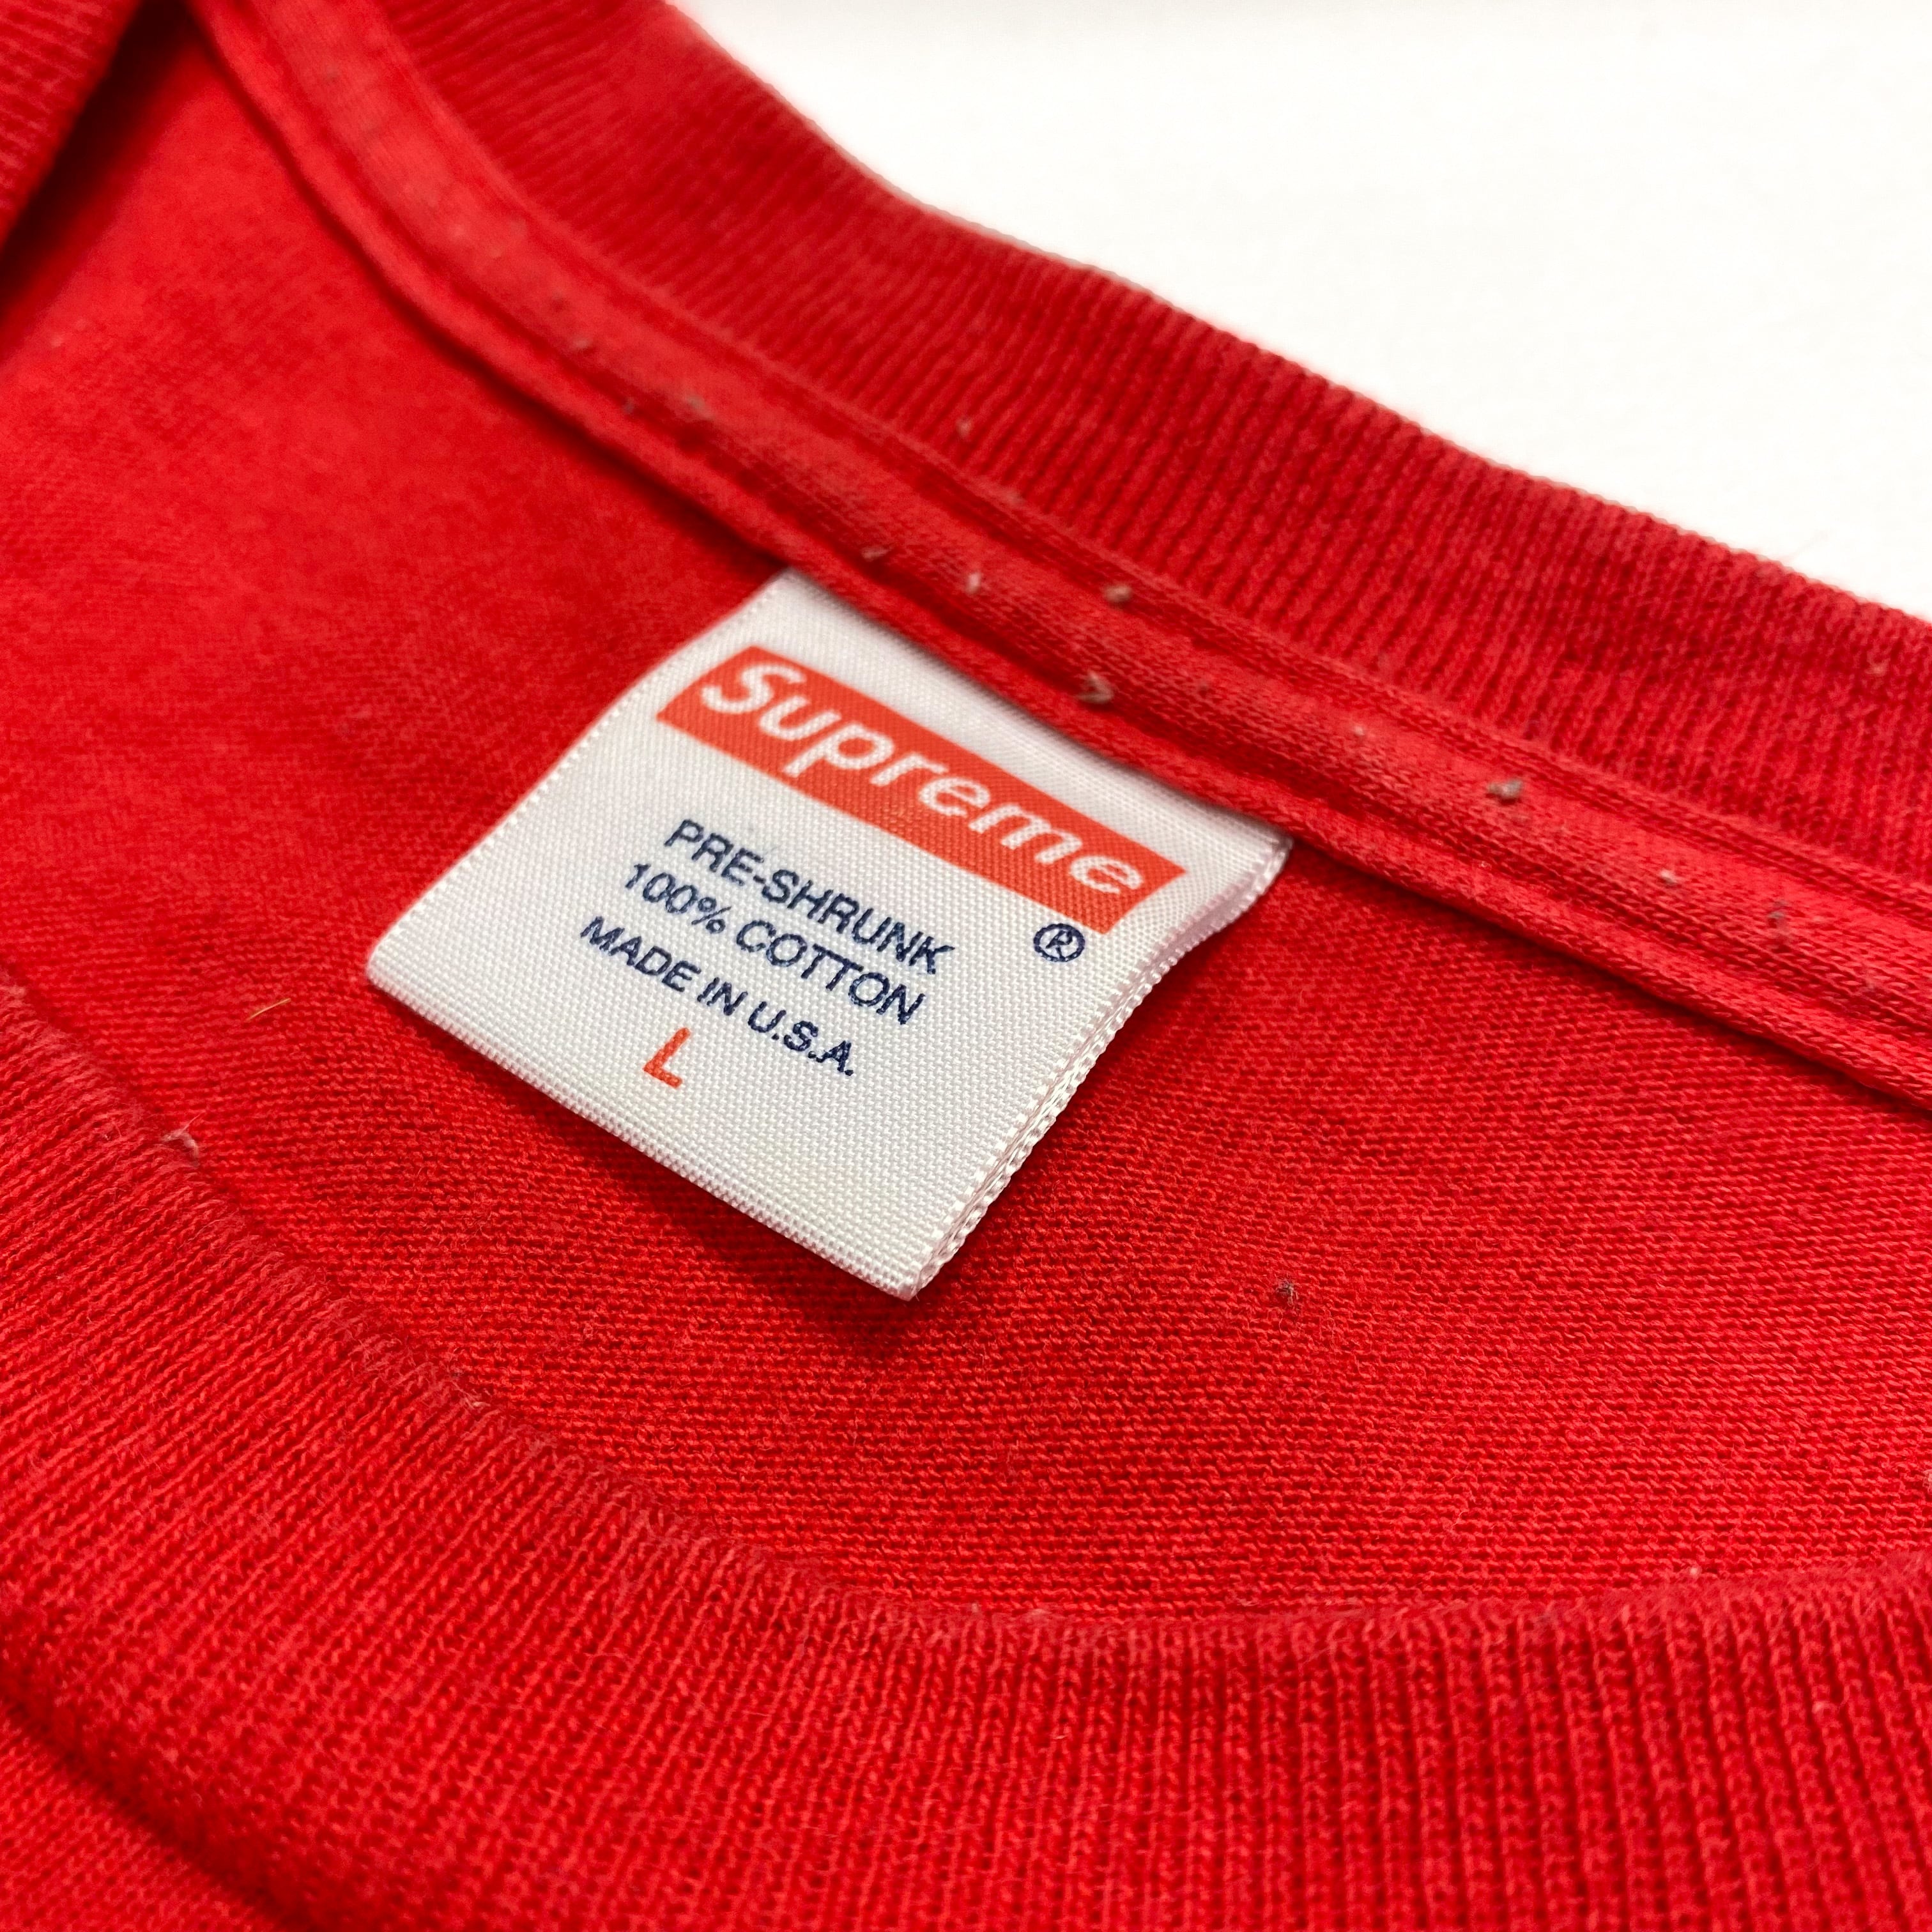 Supreme
®
PRE-SHRUNK
100% COTTON
MADE IN U.S.A.
L